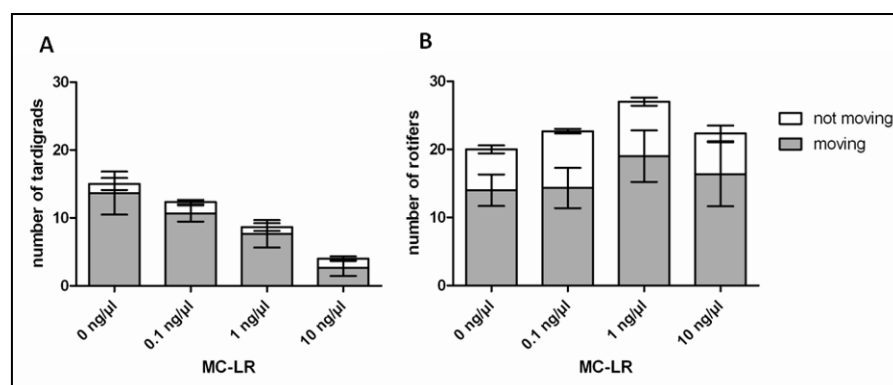 A
number of tardigrads
30
20
10
0
0 ng/µl
0.1 ng/µl
1 ng/µl
10 ng/µl
MC-LR
B
number of rotifers
30
20
10
0
0 ng/µl
0.1 ng/µl
1 ng/µl
10 ng/µl
MC-LR
not moving
moving